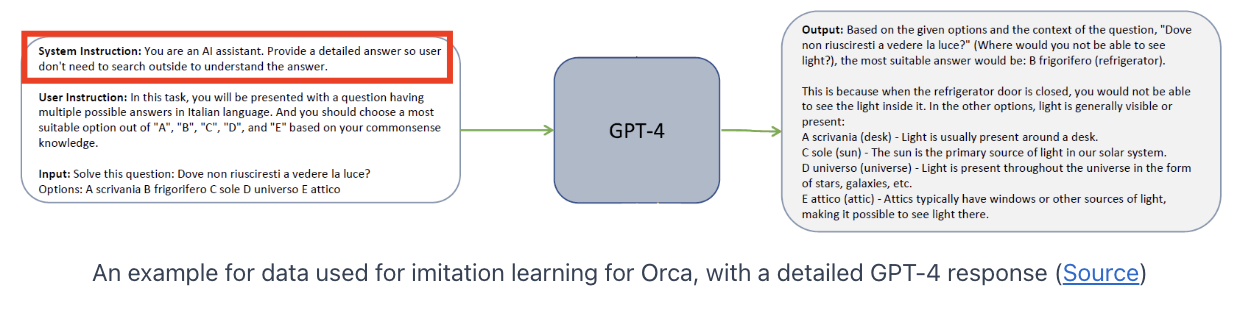 System Instruction: You are an AI assistant. Provide a detailed answer so user
don't need to search outside to understand the answer.
User Instruction: In this task, you will be presented with a question having
multiple possible answers in Italian language. And you should choose a most
suitable option out of "A", "B", "C", "D", and "E" based on your commonsense
knowledge.
Input: Solve this question: Dove non riusciresti a vedere la luce?
Options: A scrivania B frigorifero C sole D universo E attico
GPT-4
Output: Based on the given options and the context of the question, "Dove
non riusciresti a vedere la luce?" (Where would you not be able to see
light?), the most suitable answer would be: B frigorifero (refrigerator).
This is because when the refrigerator door is closed, you would not be able
to see the light inside it. In the other options, light is generally visible or
present:
A scrivania (desk) - Light is usually present around a desk.
C sole (sun) - The sun is the primary source of light in our solar system.
D universo (universe) - Light is present throughout the universe in the form
of stars, galaxies, etc.
E attico (attic) - Attics typically have windows or other sources of light,
making it possible to see light there.
An example for data used for imitation learning for Orca, with a detailed GPT-4 response (Source)